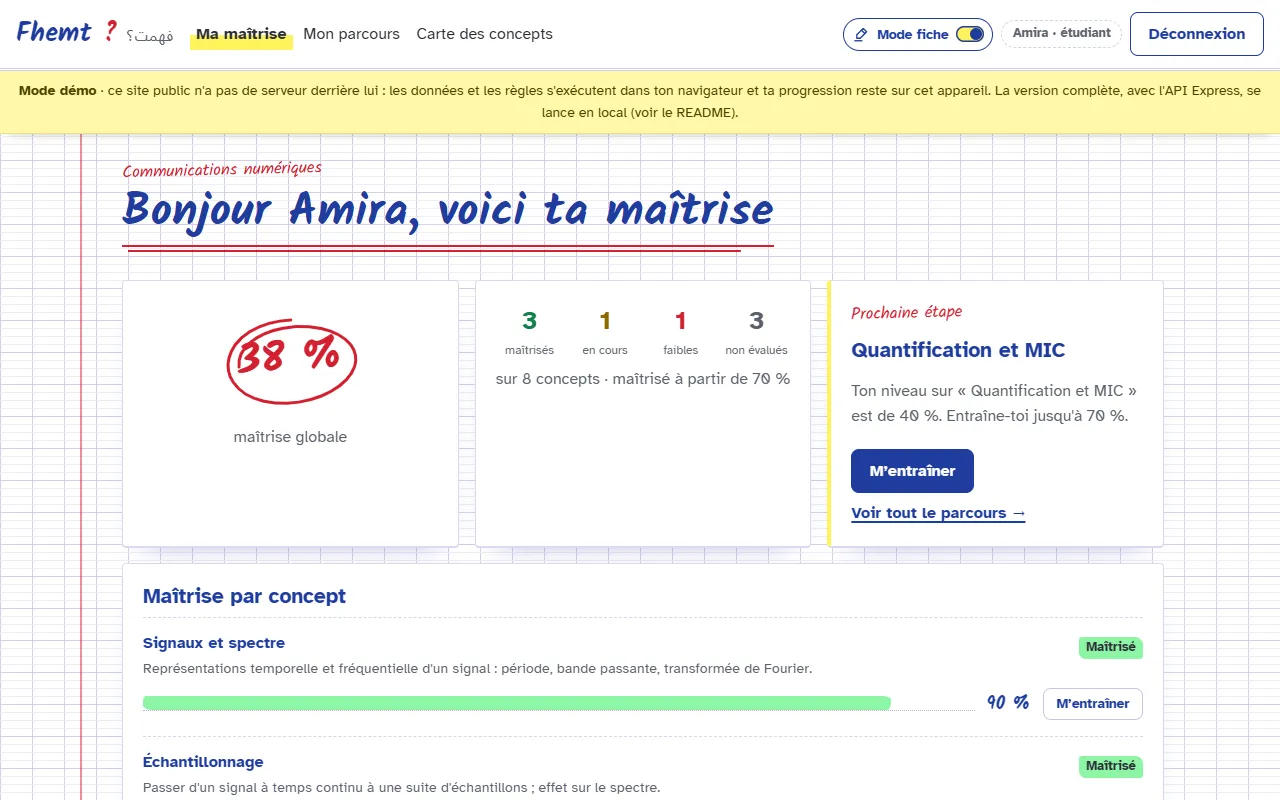 Fhemt ? فهمت؟ Ma maîtrise Mon parcours Carte des concepts Mode fiche Amira · étudiant Déconnexion
Mode démo · ce site public n'a pas de serveur derrière lui : les données et les règles s'exécutent dans ton navigateur et ta progression reste sur cet appareil. La version complète, avec l'API Express, se
lance en local (voir le README).
Communications numériques
Bonjour Amira, voici ta maîtrise
38 %
maîtrise globale
3 1 1 3
maîtrisés en cours faibles non évalués
sur 8 concepts · maîtrisé à partir de 70 %
Prochaine étape
Quantification et MIC
Ton niveau sur « Quantification et MIC »
est de 40 %. Entraîne-toi jusqu'à 70 %.
M'entraîner
Voir tout le parcours →
Maîtrise par concept
Signaux et spectre Maîtrisé
Représentations temporelle et fréquentielle d'un signal : période, bande passante, transformée de Fourier.
90 % M'entraîner
Échantillonnage Maîtrisé
Passer d'un signal à temps continu à une suite d'échantillons ; effet sur le spectre.